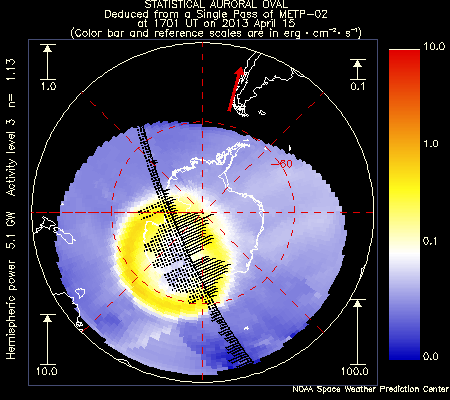 STATISTICAL AURORAL OVAL
Deduced from a Single Pass of METP-02
at 1701 UT on 2013 April 15
(Color bar and reference scales are in erg · cm⁻² · s⁻¹)
Hemispheric power 5.1 GW Activity level 3 n= 1.13
1.0
0.1
10.0
100.0
-60
10.0
1.0
0.1
0.0
NOAA Space Weather Prediction Center